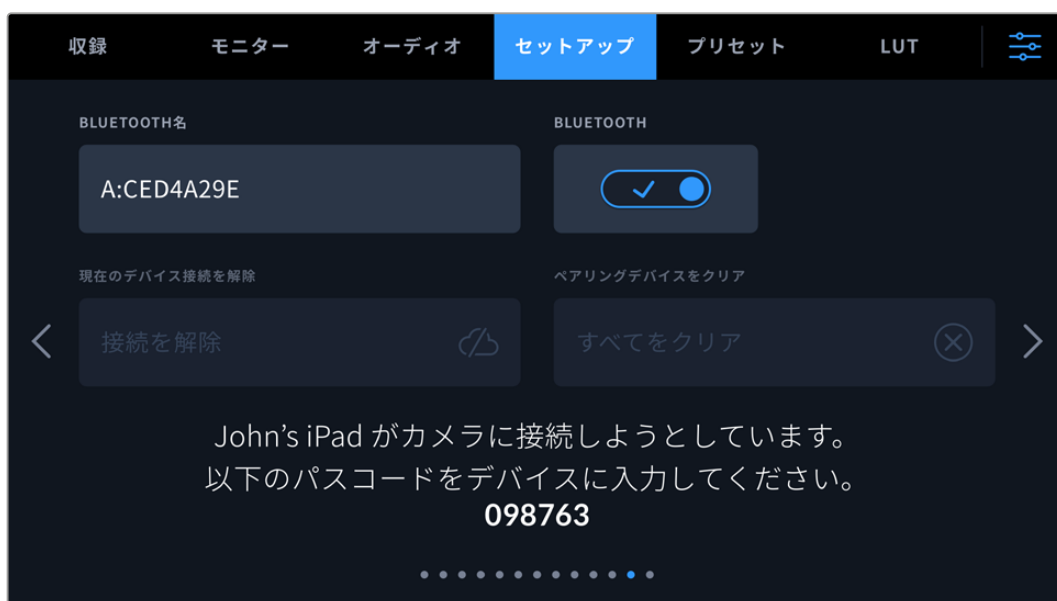 収録 モニター オーディオ セットアップ プリセット LUT
BLUETOOTH名 BLUETOOTH
A:CED4A29E
現在のデバイス接続を解除 ペアリングデバイスをクリア
接続を解除 すべてをクリア
John’s iPad がカメラに接続しようとしています。
以下のパスコードをデバイスに入力してください。
098763